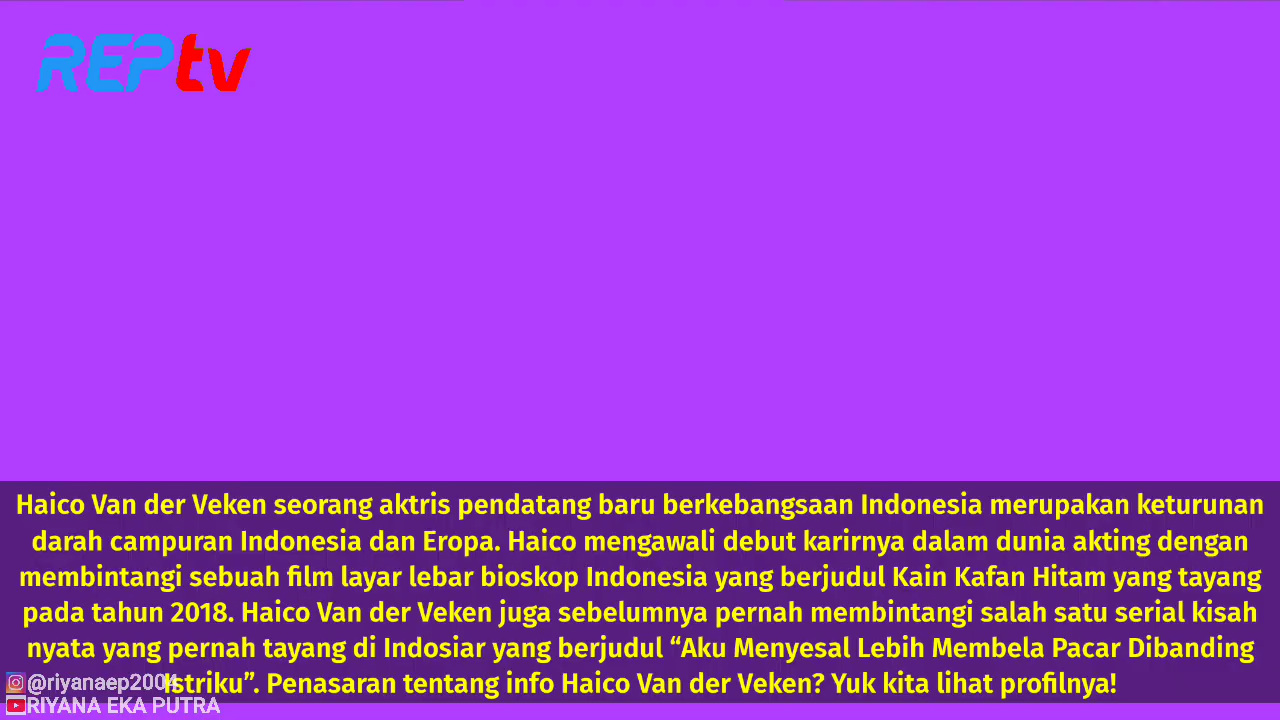 REPtv
Haico Van der Veken seorang aktris pendatang baru berkebangsaan Indonesia merupakan keturunan
darah campuran Indonesia dan Eropa. Haico mengawali debut karirnya dalam dunia akting dengan
membintangi sebuah film layar lebar bioskop Indonesia yang berjudul Kain Kafan Hitam yang tayang
pada tahun 2018. Haico Van der Veken juga sebelumnya pernah membintangi salah satu serial kisah
nyata yang pernah tayang di Indosiar yang berjudul “Aku Menyesal Lebih Membela Pacar Dibanding
Istriku”. Penasaran tentang info Haico Van der Veken? Yuk kita lihat profilnya!
@riyanaep2004
RIYANA EKA PUTRA